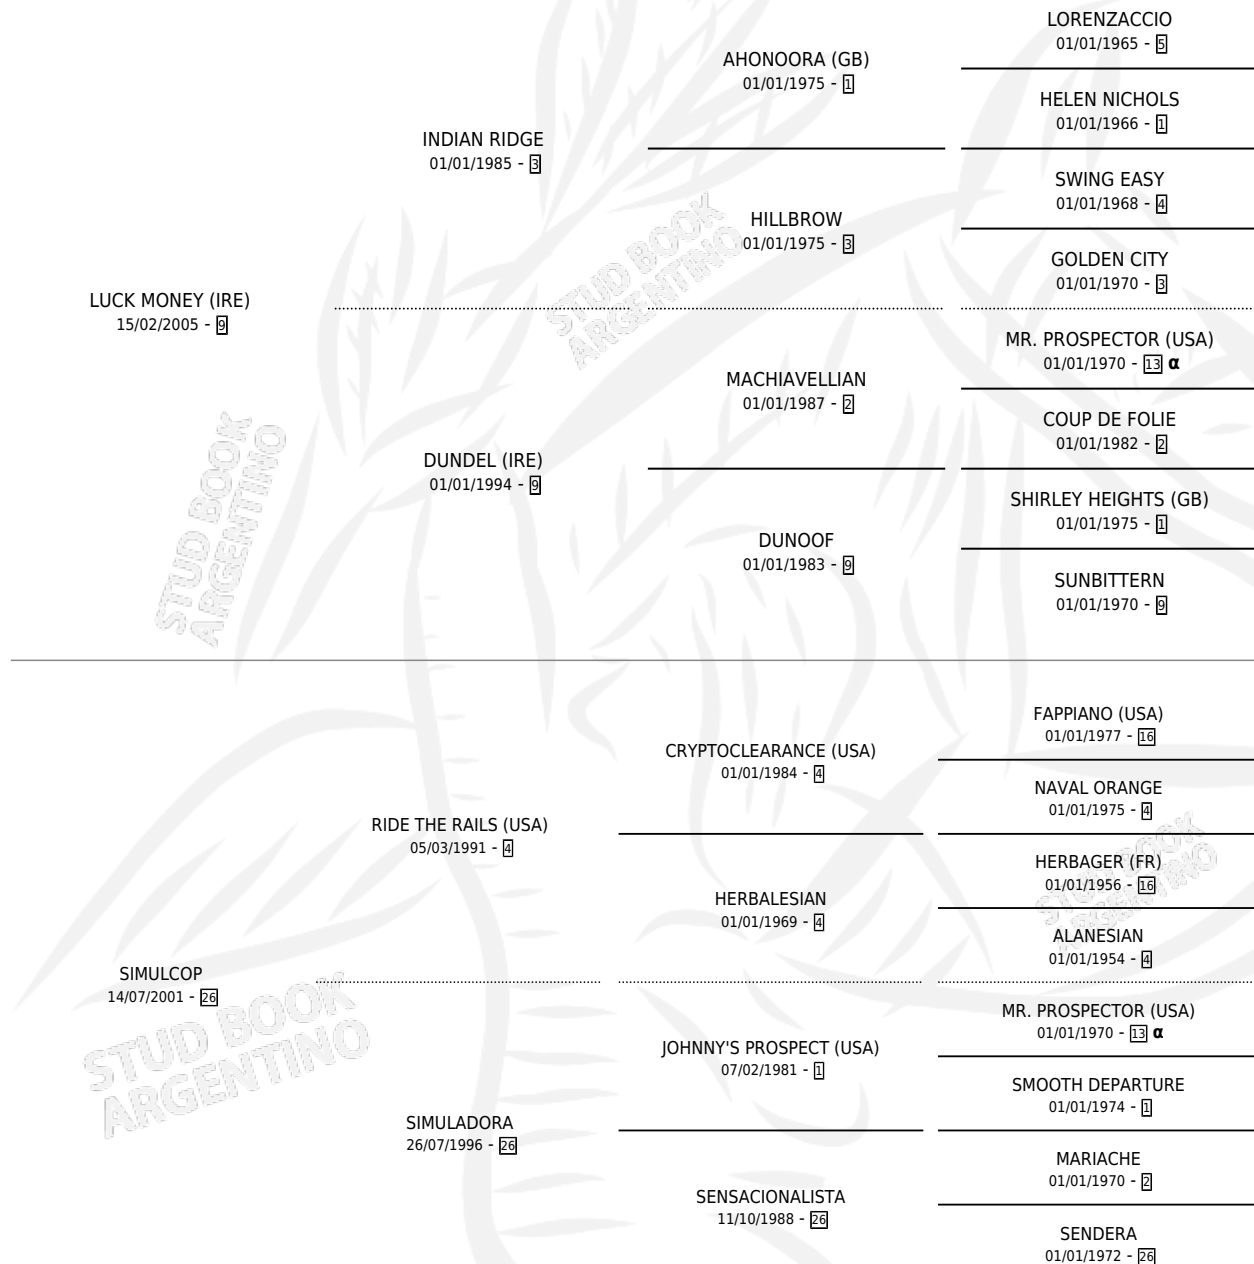 LORENZACCIO
01/01/1965 - 5
AHONOORA (GB)
01/01/1975 - 1
HELEN NICHOLS
01/01/1966 - 1
INDIAN RIDGE
01/01/1985 - 3
SWING EASY
01/01/1968 - 4
HILLBROW
01/01/1975 - 3
GOLDEN CITY
01/01/1970 - 3
LUCK MONEY (IRE)
15/02/2005 - 9
MR. PROSPECTOR (USA)
01/01/1970 - 13 α
MACHIAVELLIAN
01/01/1987 - 2
COUP DE FOLIE
01/01/1982 - 2
DUNDEL (IRE)
01/01/1994 - 9
SHIRLEY HEIGHTS (GB)
01/01/1975 - 1
DUNOOF
01/01/1983 - 9
SUNBITTERN
01/01/1970 - 9
FAPPIANO (USA)
01/01/1977 - 16
CRYPTOCLEARANCE (USA)
01/01/1984 - 4
NAVAL ORANGE
01/01/1975 - 4
RIDE THE RAILS (USA)
05/03/1991 - 4
HERBAGER (FR)
01/01/1956 - 16
HERBALESIAN
01/01/1969 - 4
ALANESIAN
01/01/1954 - 4
SIMULCOP
14/07/2001 - 26
MR. PROSPECTOR (USA)
01/01/1970 - 13 α
JOHNNY'S PROSPECT (USA)
07/02/1981 - 1
SMOOTH DEPARTURE
01/01/1974 - 1
SIMULADORA
26/07/1996 - 26
MARIACHE
01/01/1970 - 2
SENSACIONALISTA
11/10/1988 - 26
SENDERA
01/01/1972 - 26
STUD BOOK
ARGENTINO
STUD BOOK
ARGENTINO
STUD BOOK
ARGENTINO
STUD BOOK
ARGENTINO